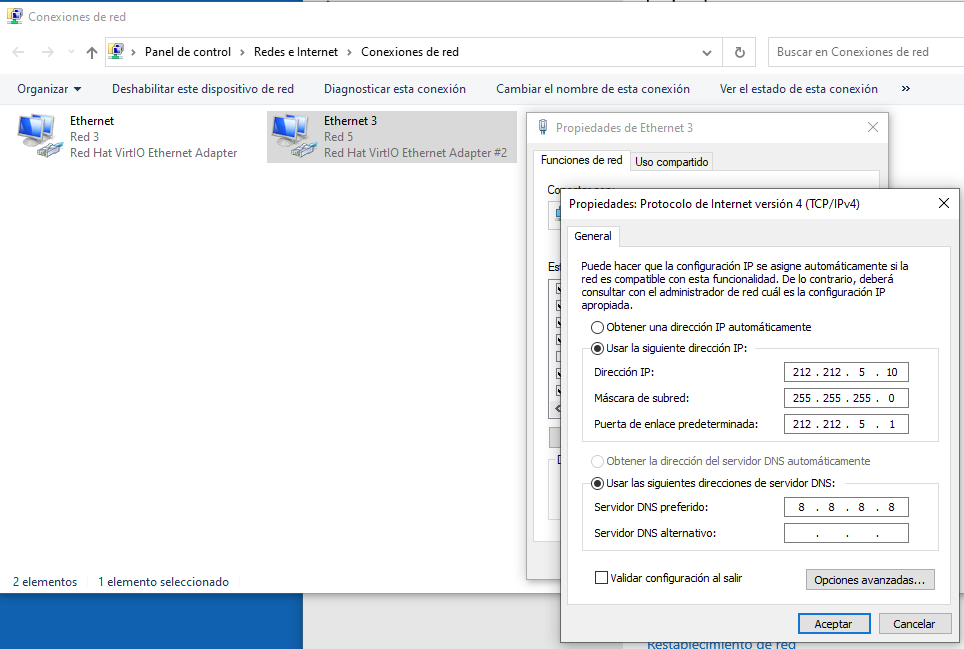 Conexiones de red
Panel de control > Redes e Internet > Conexiones de red
Buscar en Conexiones de red
Organizar
Deshabilitar este dispositivo de red
Diagnosticar esta conexión
Cambiar el nombre de esta conexión
Ver el estado de esta conexión
»
Ethernet
Red 3
Red Hat VirtIO Ethernet Adapter
Ethernet 3
Red 5
Red Hat VirtIO Ethernet Adapter #2
Propiedades de Ethernet 3
Funciones de red
Uso compartido
Propiedades: Protocolo de Internet versión 4 (TCP/IPv4)
General
Puede hacer que la configuración IP se asigne automáticamente si la
red es compatible con esta funcionalidad. De lo contrario, deberá
consultar con el administrador de red cuál es la configuración IP
apropiada.
Obtener una dirección IP automáticamente
Usar la siguiente dirección IP:
Dirección IP:
212 . 212 . 5 . 10
Máscara de subred:
255 . 255 . 255 . 0
Puerta de enlace predeterminada:
212 . 212 . 5 . 1
Obtener la dirección del servidor DNS automáticamente
Usar las siguientes direcciones de servidor DNS:
Servidor DNS preferido:
8 . 8 . 8 . 8
Servidor DNS alternativo:
. . .
Validar configuración al salir
Opciones avanzadas...
Aceptar
Cancelar
2 elementos
1 elemento seleccionado
Restablecimiento de red